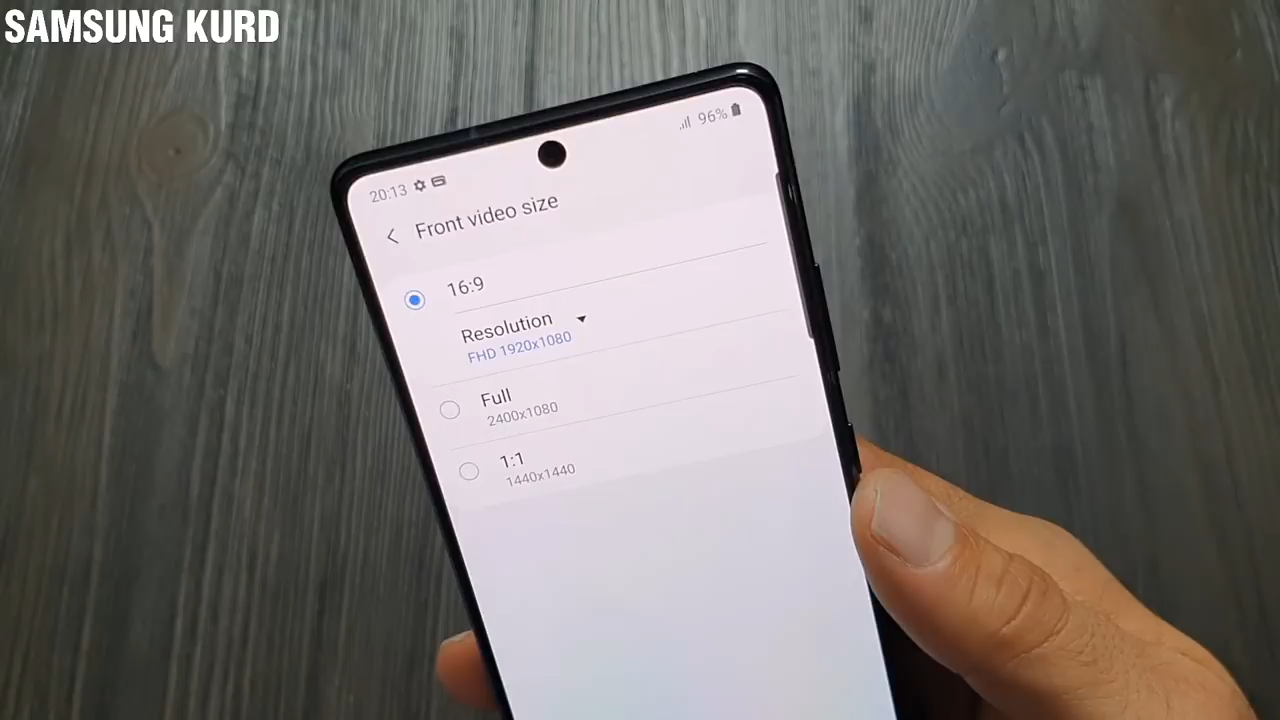 SAMSUNG KURD
20:13
96%
Front video size
16:9
Resolution
FHD 1920x1080
Full
2400x1080
1:1
1440x1440